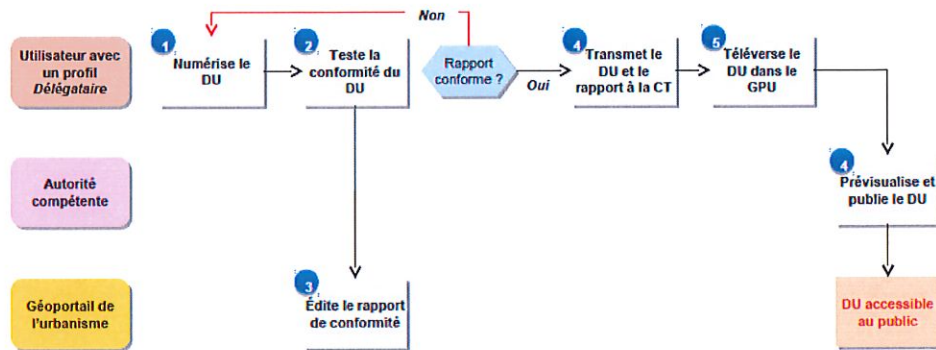 Non
Utilisateur avec
un profil
Délégataire
1
Numérise le
DU
2
Teste la
conformité du
DU
Rapport
conforme ?
Oui
4
Transmet le
DU et le
rapport à la CT
5
Téléverse le
DU dans le
GPU
Autorité
compétente
4
Prévisualise et
publie le DU
Géoportail de
l'urbanisme
3
Édite le rapport
de conformité
DU accessible
au public